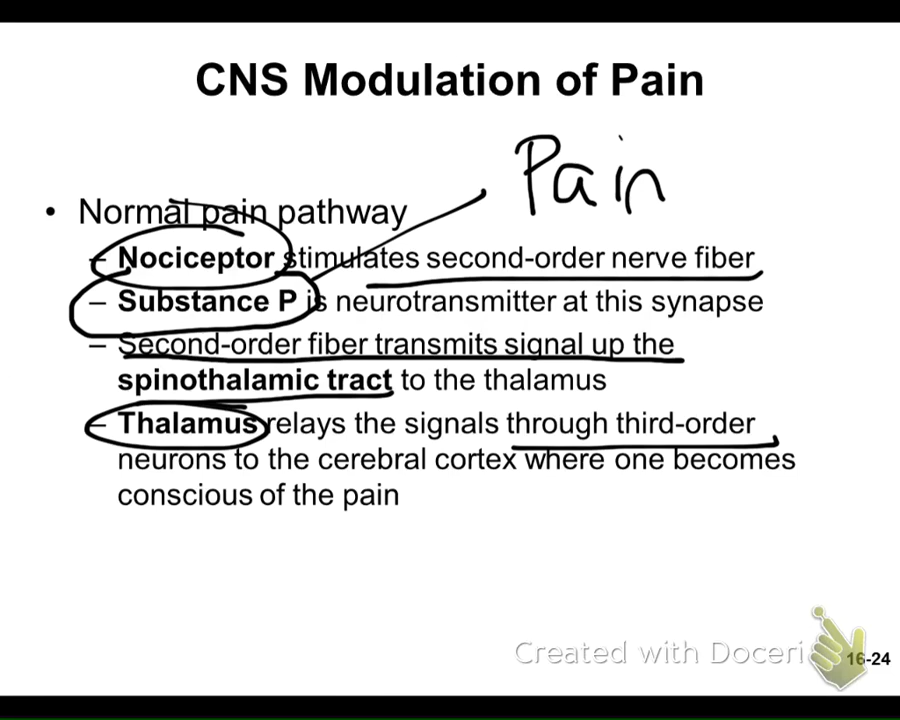 CNS Modulation of Pain
Pain
• Normal pain pathway
– Nociceptor stimulates second-order nerve fiber
– Substance P is neurotransmitter at this synapse
– Second-order fiber transmits signal up the
spinothalamic tract to the thalamus
– Thalamus relays the signals through third-order
neurons to the cerebral cortex where one becomes
conscious of the pain
Created with Doceri
16-24